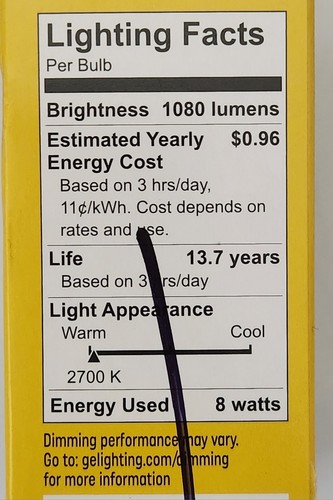 Lighting Facts
Per Bulb
Brightness 1080 lumens
Estimated Yearly $0.96
Energy Cost
Based on 3 hrs/day,
11¢/kWh. Cost depends on
rates and use.
Life 13.7 years
Based on 3 hrs/day
Light Appearance
Warm Cool
2700 K
Energy Used 8 watts
Dimming performance may vary.
Go to: gelighting.com/dimming
for more information